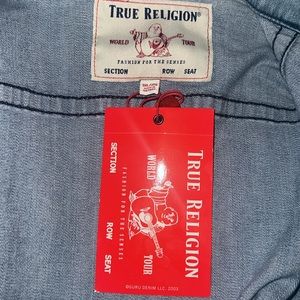 TRUE RELIGION®
WORLD TOUR
FASHION FOR THE SENSES
SECTION ROW SEAT
TRUE RELIGION
WORLD TOUR
FASHION FOR THE SENSES
SECTION ROW SEAT
©GURU DENIM LLC. 2003